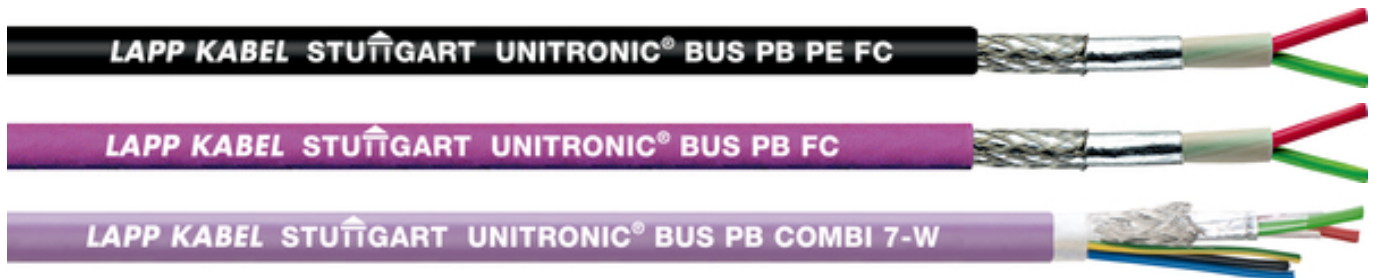 LAPP KABEL STUTTGART UNITRONIC® BUS PB PE FC
LAPP KABEL STUTTGART UNITRONIC® BUS PB FC
LAPP KABEL STUTTGART UNITRONIC® BUS PB COMBI 7-W